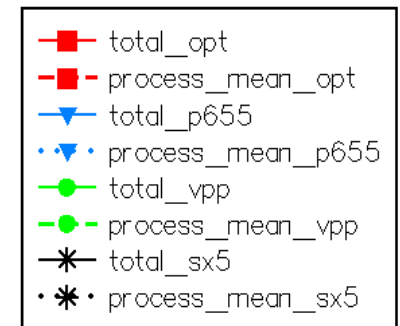 total_opt
process_mean_opt
total_p655
process_mean_p655
total_vpp
process_mean_vpp
total_sx5
process_mean_sx5